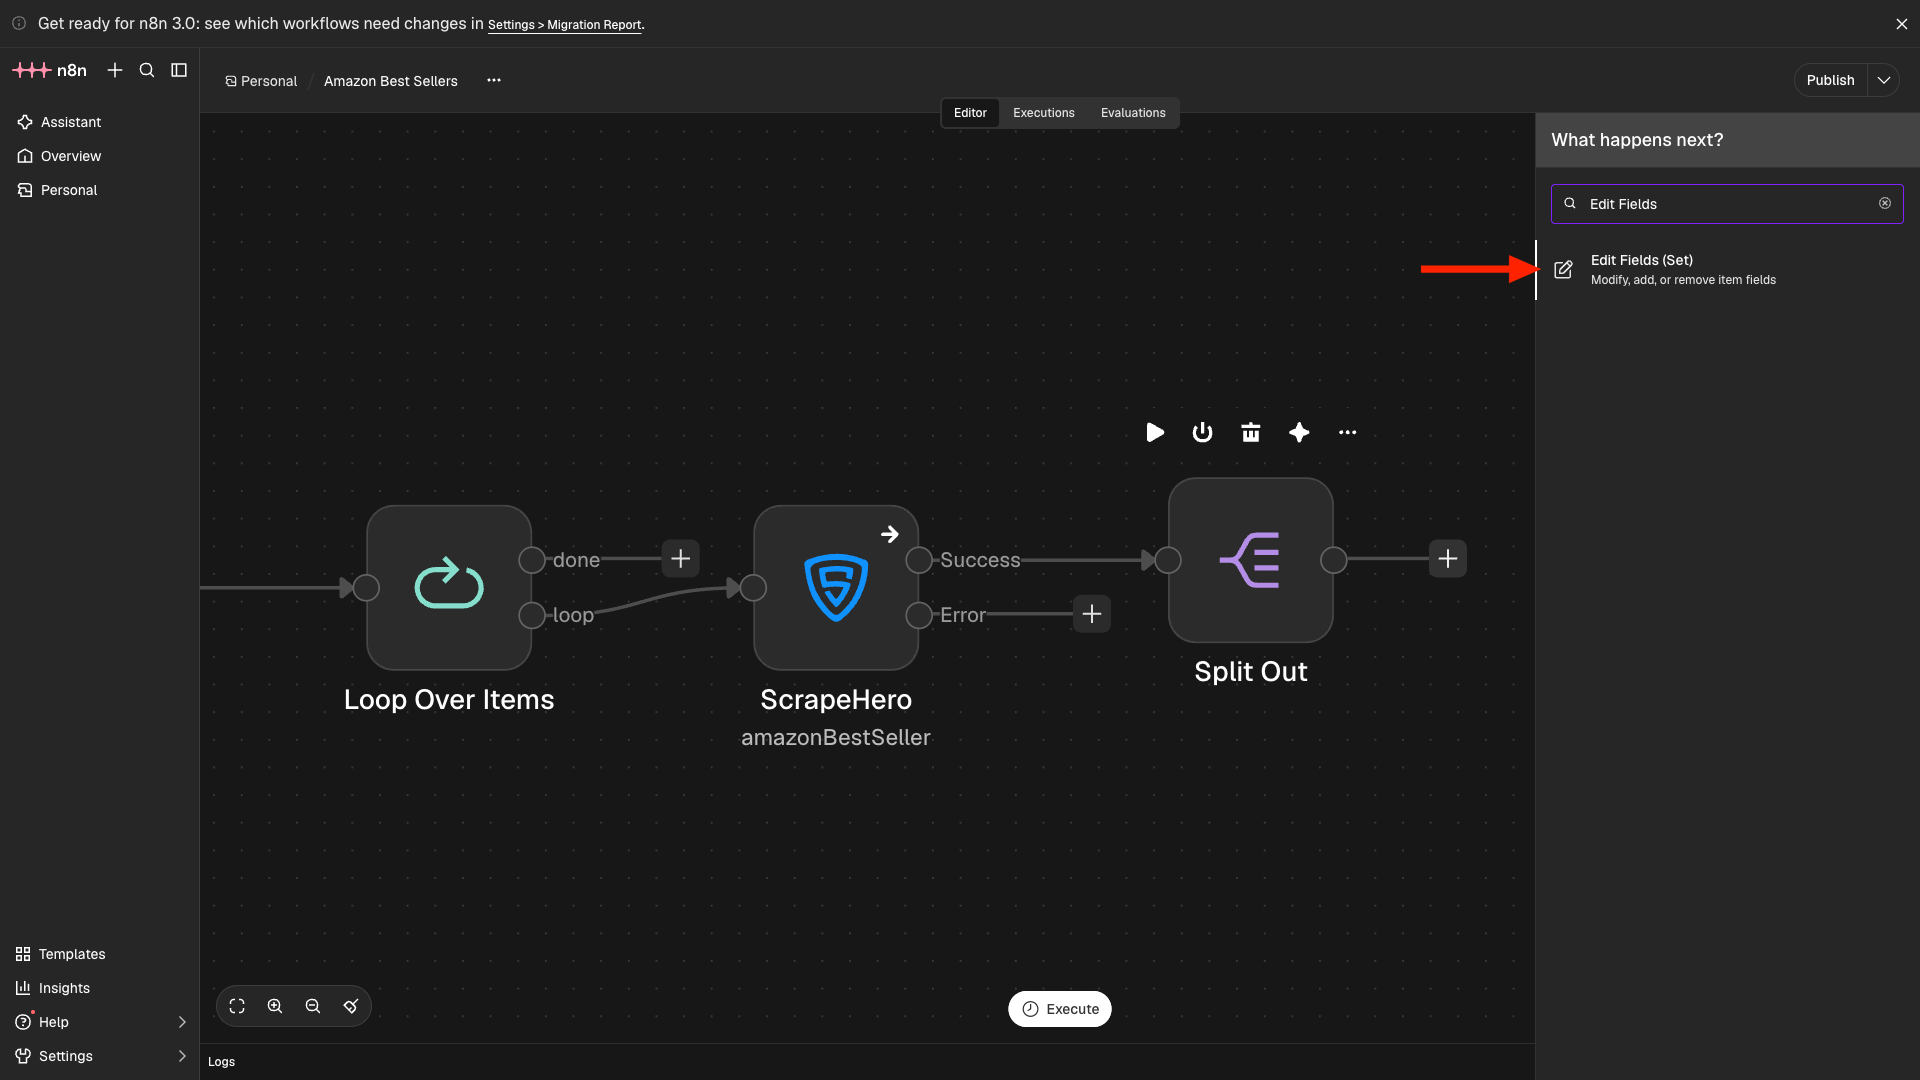 Get ready for n8n 3.0: see which workflows need changes in Settings > Migration Report.
n8n
Personal / Amazon Best Sellers
Publish
Assistant
Overview
Personal
Editor
Executions
Evaluations
What happens next?
Edit Fields
Edit Fields (Set)
Modify, add, or remove item fields
done
loop
Loop Over Items
Success
Error
ScrapeHero
amazonBestSeller
Split Out
Templates
Insights
Help
Settings
Execute
Logs